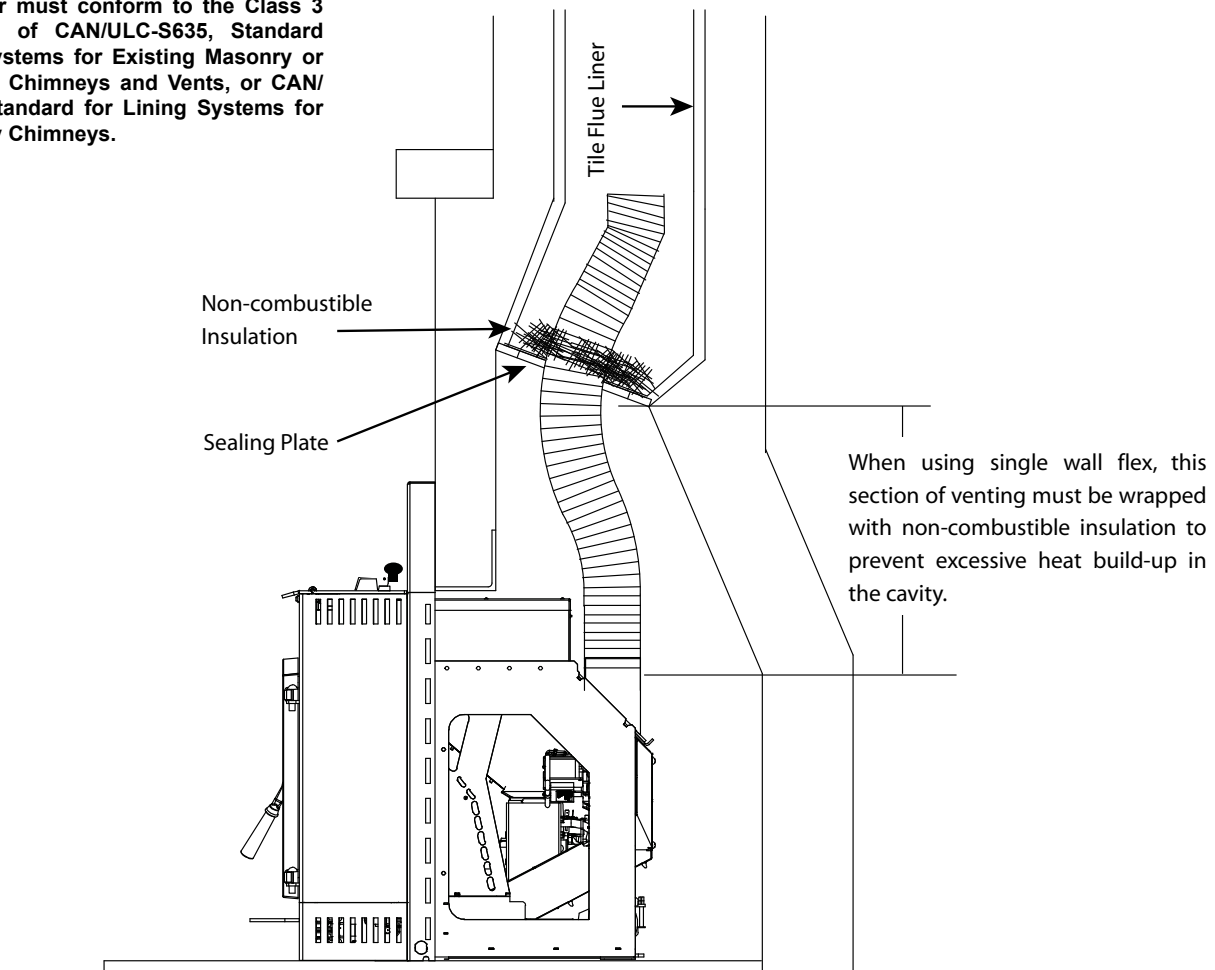 r must conform to the Class 3
of CAN/ULC-S635, Standard
ystems for Existing Masonry or
Chimneys and Vents, or CAN/
tandard for Lining Systems for
y Chimneys.
Tile Flue Liner
Non-combustible
Insulation
Sealing Plate
When using single wall flex, this
section of venting must be wrapped
with non-combustible insulation to
prevent excessive heat build-up in
the cavity.